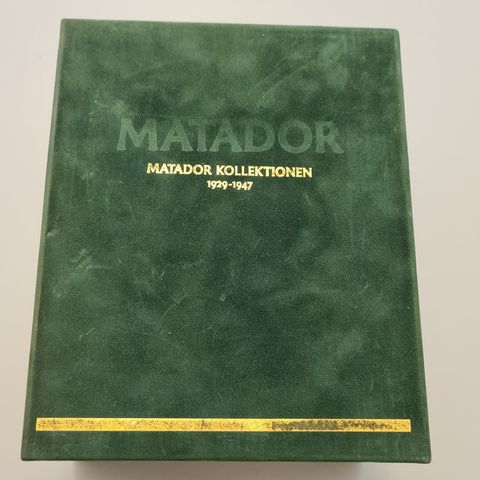 MATADOR
MATADOR KOLLEKTIONEN
1929-1947